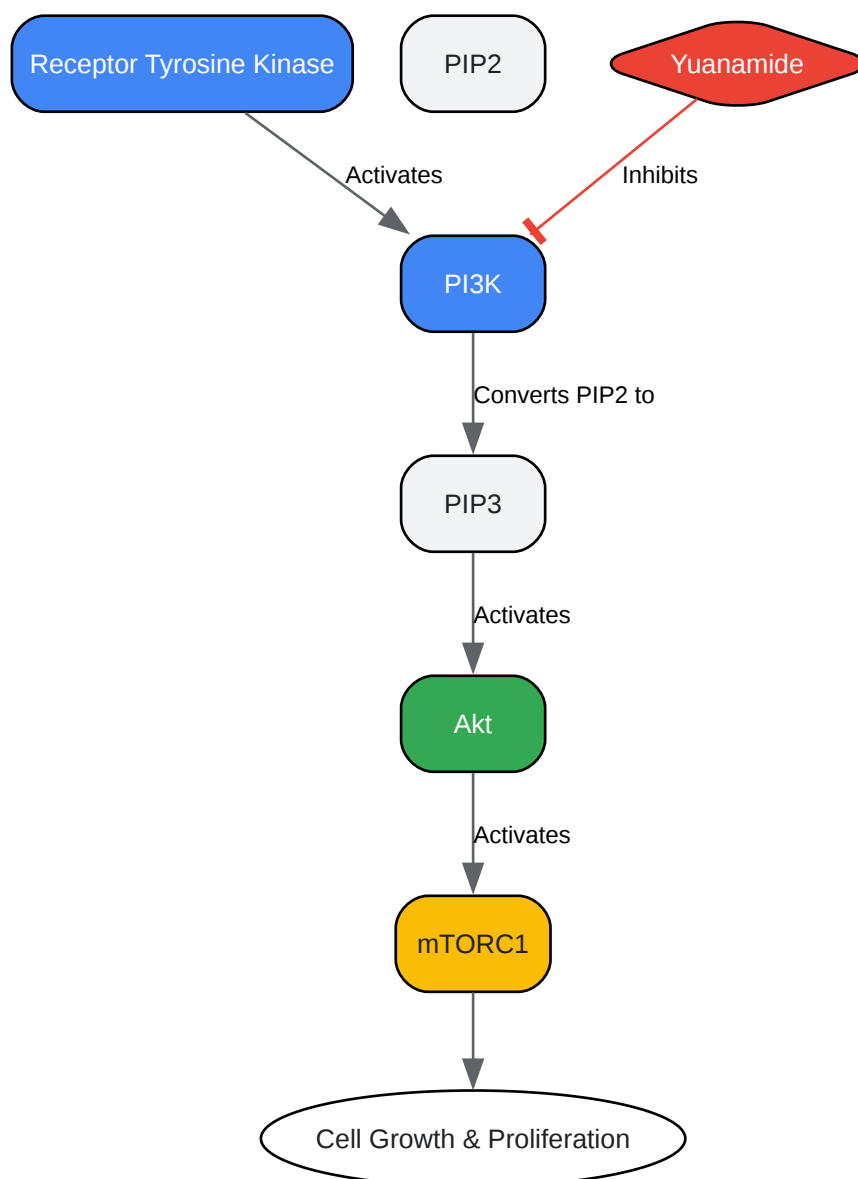 Receptor Tyrosine Kinase
PIP2
Yuanamide
Activates
Inhibits
PI3K
Converts PIP2 to
PIP3
Activates
Akt
Activates
mTORC1
Cell Growth & Proliferation